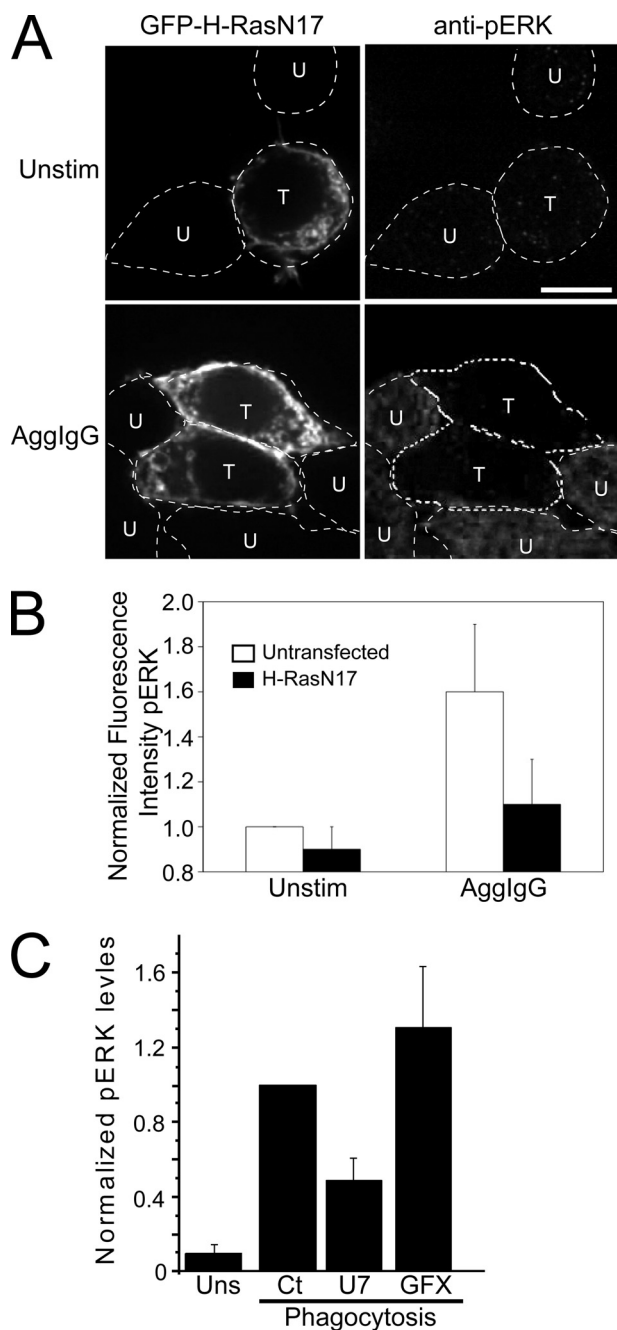 A
GFP-H-RasN17 anti-pERK
Unstim
U U
T T
U U
AggIgG
U T U T
T U T U
U U U U
B
Normalized Fluorescence
Intensity pERK
2.0
1.8
1.6
1.4
1.2
1.0
0.8
Untransfected
H-RasN17
Unstim AggIgG
C
Normalized pERK levles
1.6
1.2
0.8
0.4
0
Uns Ct U7 GFX
Phagocytosis